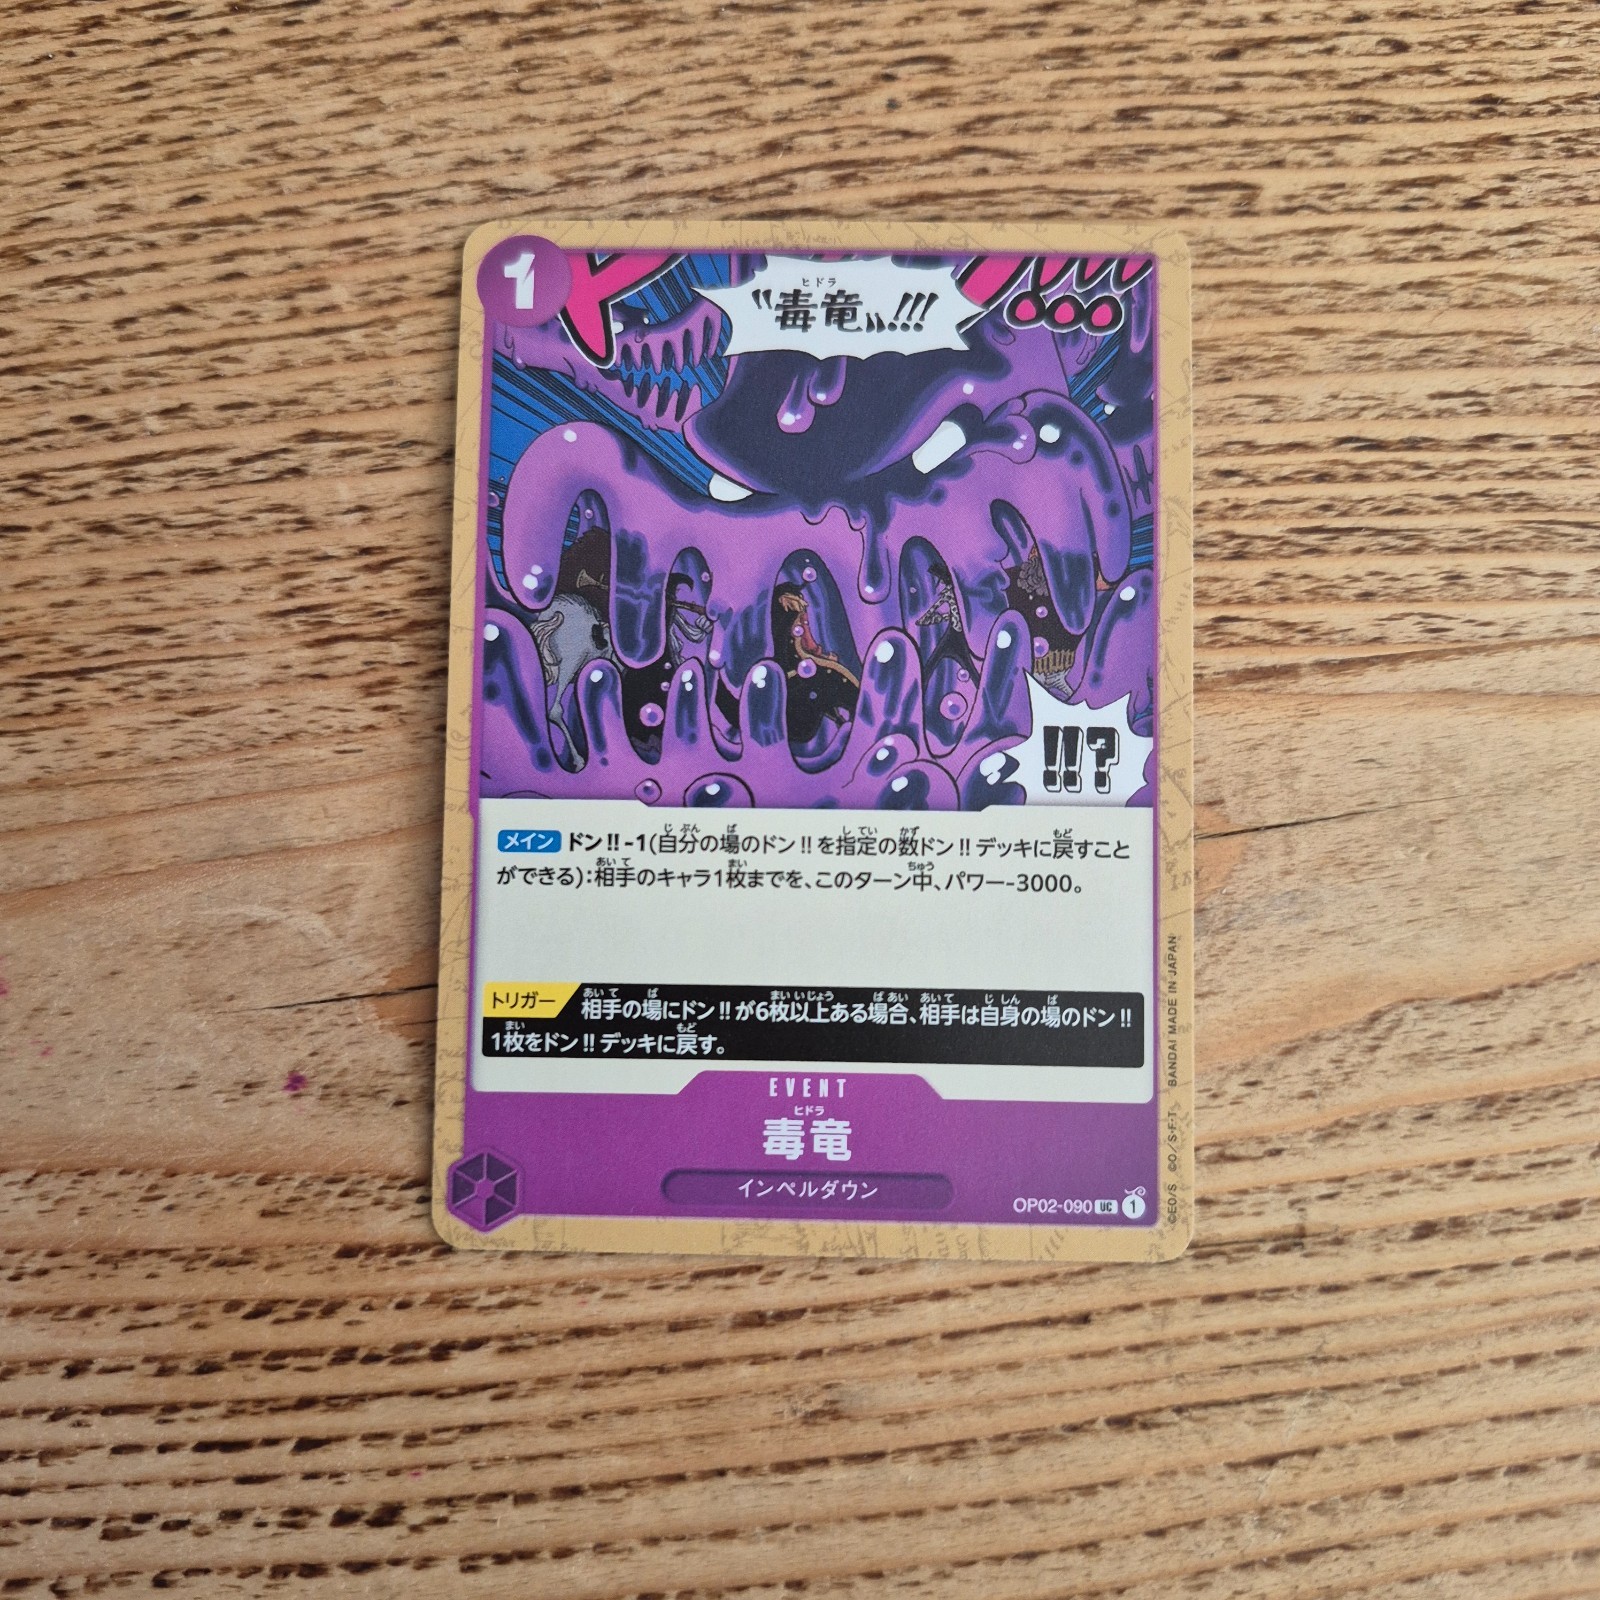 1
ヒドラ
“毒竜”!!!
!!?
メイン ドン!!-1(自分の場のドン!!を指定の数ドン!!デッキに戻すこと
ができる):相手のキャラ1枚までを、このターン中、パワー-3000。
トリガー 相手の場にドン!!が6枚以上ある場合、相手は自身の場のドン!!
1枚をドン!!デッキに戻す。
EVENT
ヒドラ
毒竜
インペルダウン
OP02-090 UC 1
©EO/S ©O/S・F・T BANDAI MADE IN JAPAN